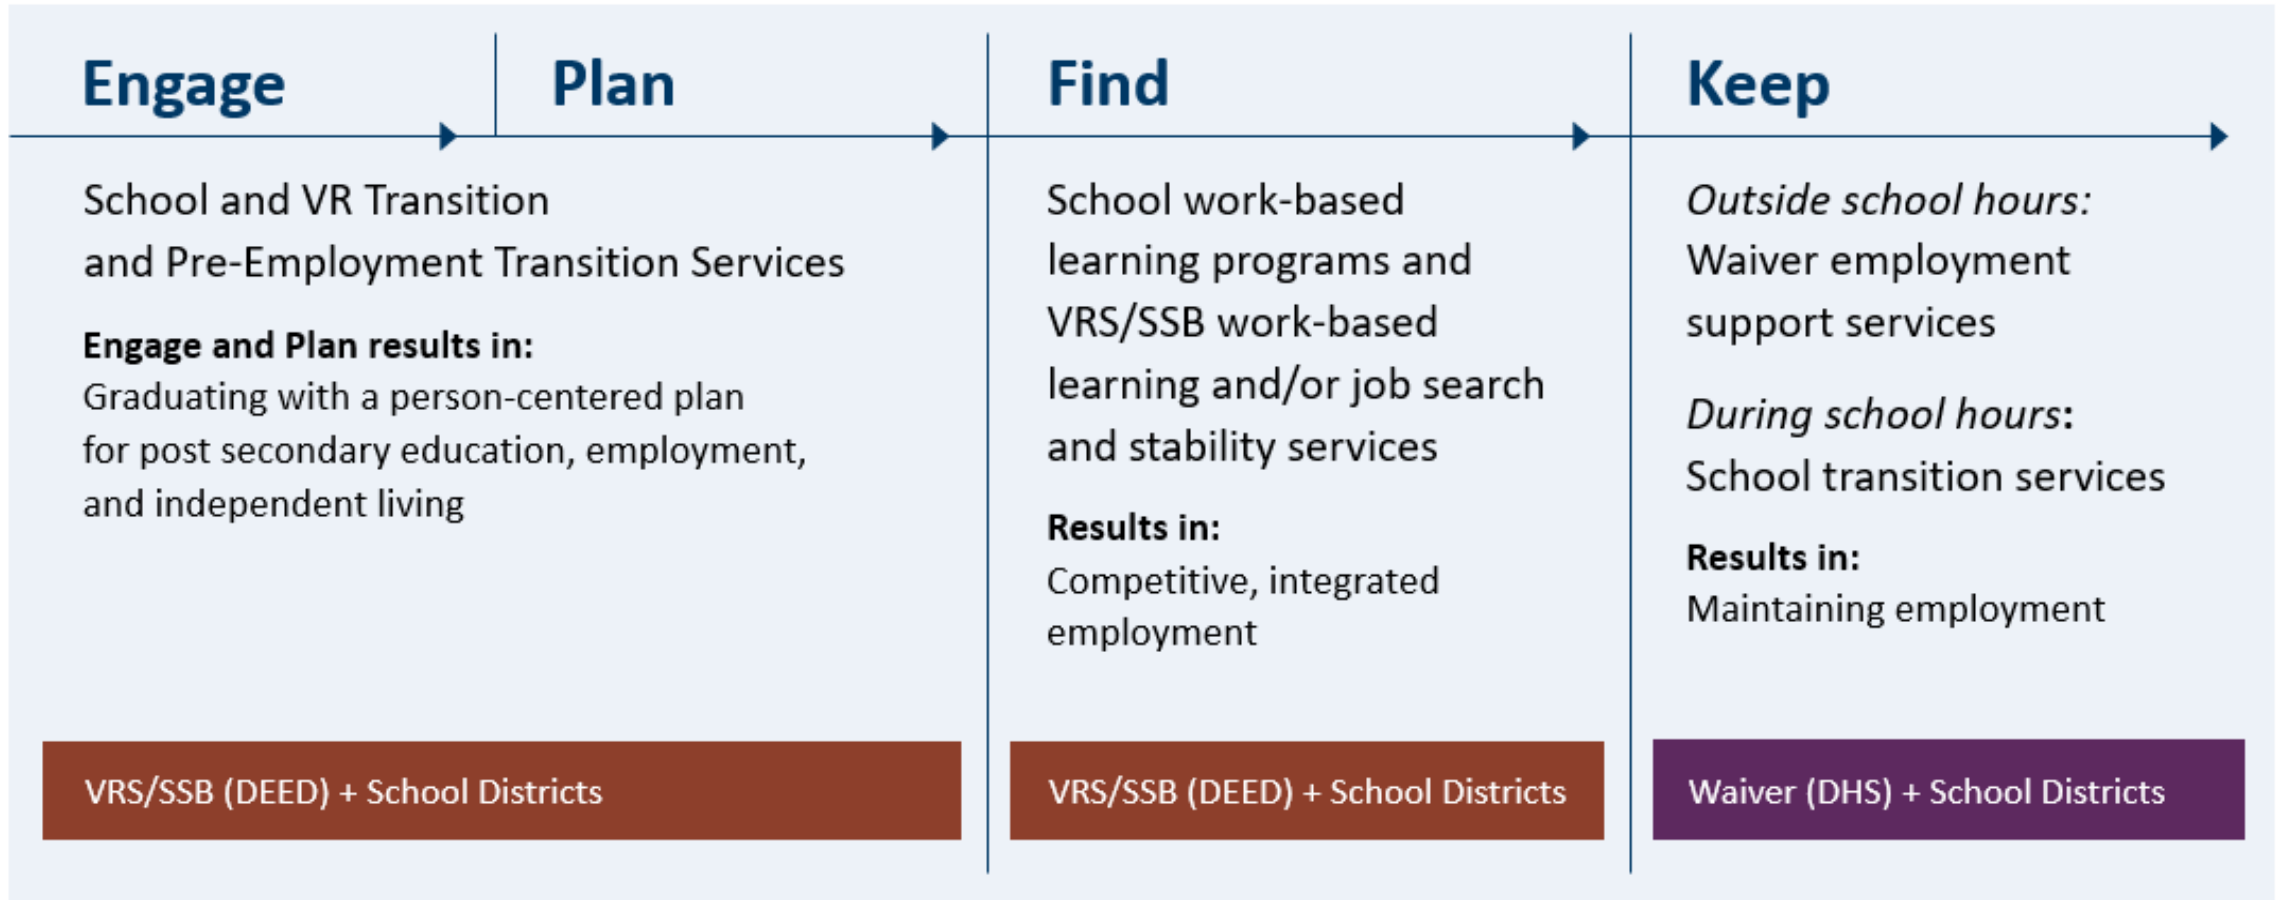 Engage
Plan
School and VR Transition
and Pre-Employment Transition Services
Engage and Plan results in:
Graduating with a person-centered plan
for post secondary education, employment,
and independent living
VRS/SSB (DEED) + School Districts
Find
School work-based
learning programs and
VRS/SSB work-based
learning and/or job search
and stability services
Results in:
Competitive, integrated
employment
VRS/SSB (DEED) + School Districts
Keep
Outside school hours:
Waiver employment
support services
During school hours:
School transition services
Results in:
Maintaining employment
Waiver (DHS) + School Districts